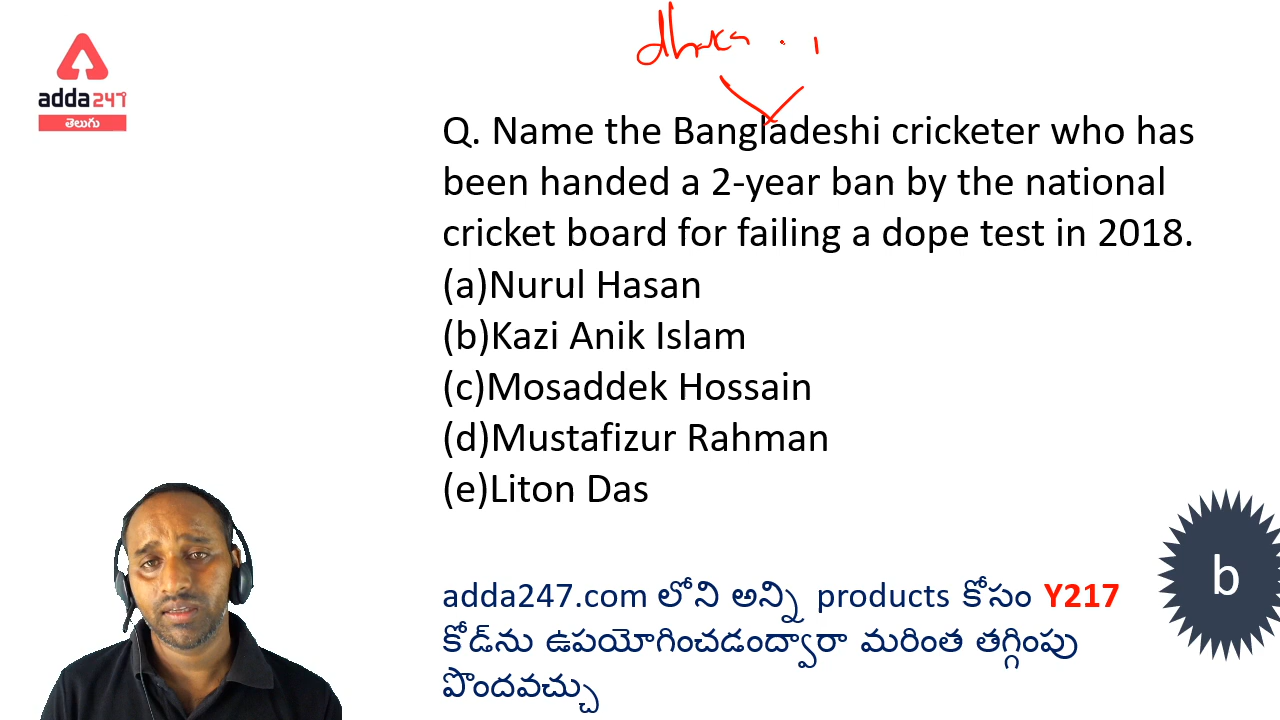 dhaka
adda247
తెలుగు
Q. Name the Bangladeshi cricketer who has
been handed a 2-year ban by the national
cricket board for failing a dope test in 2018.
(a)Nurul Hasan
(b)Kazi Anik Islam
(c)Mosaddek Hossain
(d)Mustafizur Rahman
(e)Liton Das
b
adda247.com లోని అన్ని products కోసం Y217
కోడ్‌ను ఉపయోగించడంద్వారా మరింత తగ్గింపు
పొందవచ్చు